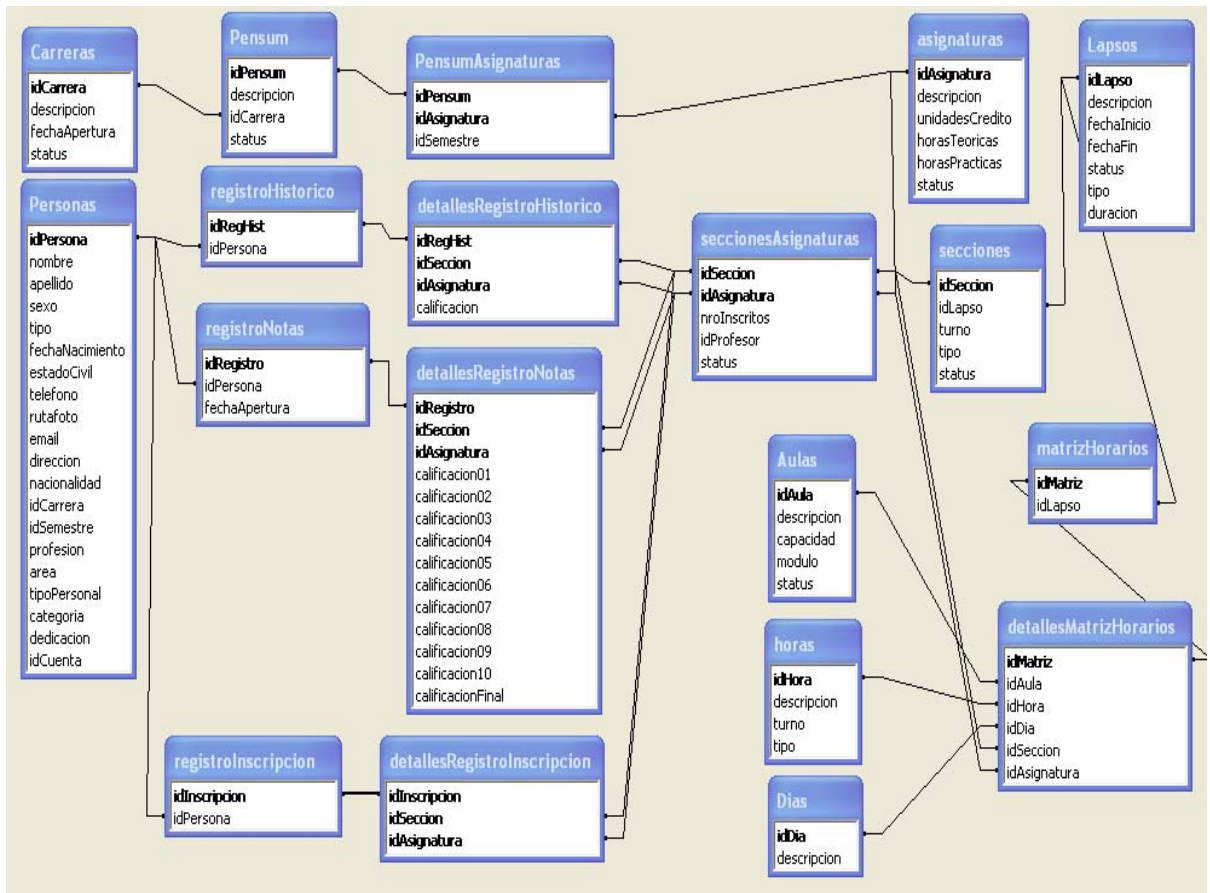 Carreras
idCarrera
descripcion
fechaApertura
status
Pensum
idPensum
descripcion
idCarrera
status
PensumAsignaturas
idPensum
idAsignatura
idSemestre
asignaturas
idAsignatura
descripcion
unidadesCredito
horasTeoricas
horasPracticas
status
Lapsos
idLapso
descripcion
fechaInicio
fechaFin
status
tipo
duracion
Personas
idPersona
nombre
apellido
sexo
tipo
fechaNacimiento
estadoCivil
telefono
rutafoto
email
direccion
nacionalidad
idCarrera
idSemestre
profesion
area
tipoPersonal
categoria
dedicacion
idCuenta
registroHistorico
idRegHist
idPersona
detallesRegistroHistorico
idRegHist
idSeccion
idAsignatura
calificacion
seccionesAsignaturas
idSeccion
idAsignatura
nroInscritos
idProfesor
status
secciones
idSeccion
idLapso
turno
tipo
status
registroNotas
idRegistro
idPersona
fechaApertura
detallesRegistroNotas
idRegistro
idSeccion
idAsignatura
calificacion01
calificacion02
calificacion03
calificacion04
calificacion05
calificacion06
calificacion07
calificacion08
calificacion09
calificacion10
calificacionFinal
Aulas
idAula
descripcion
capacidad
modulo
status
matrizHorarios
idMatriz
idLapso
horas
idHora
descripcion
turno
tipo
detallesMatrizHorarios
idMatriz
idAula
idHora
idDia
idSeccion
idAsignatura
registroInscripcion
idInscripcion
idPersona
detallesRegistroInscripcion
idInscripcion
idSeccion
idAsignatura
Dias
idDia
descripcion